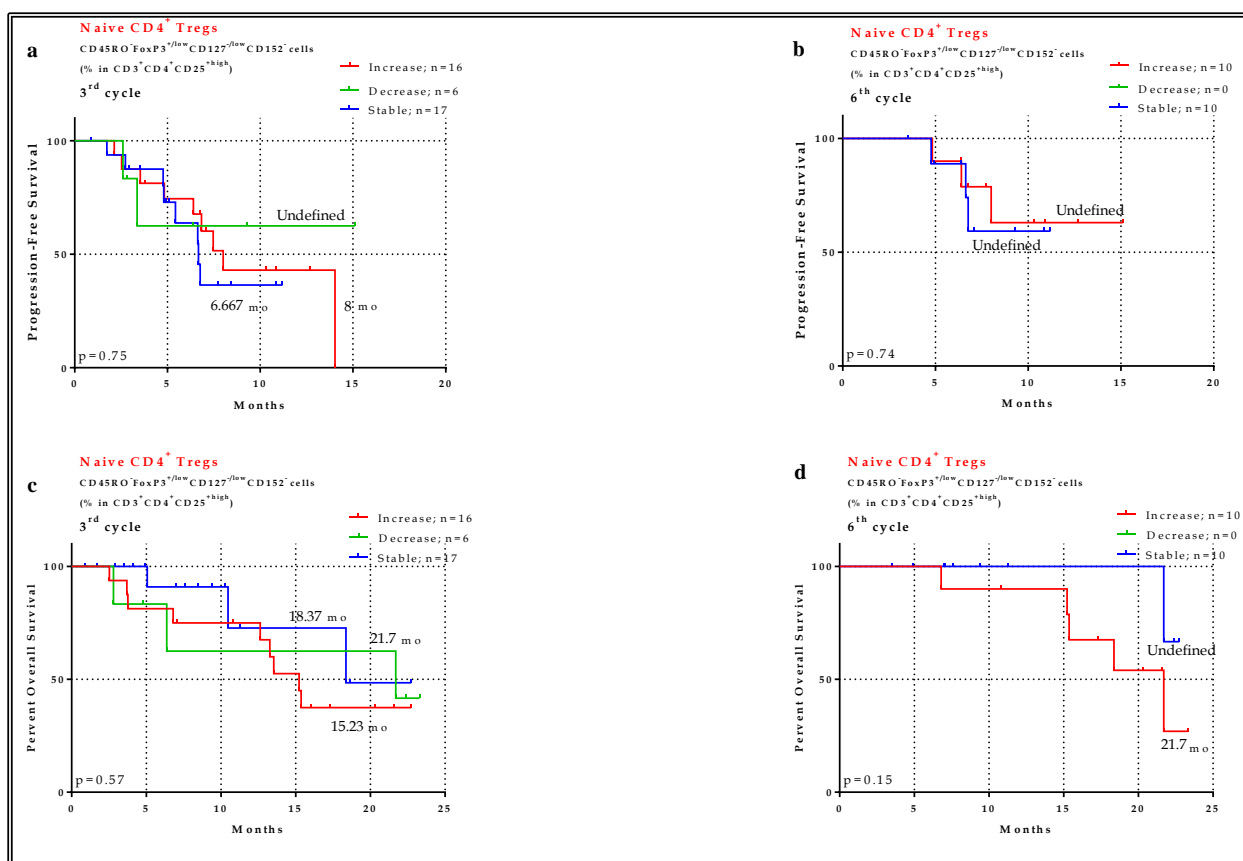 a
Naive CD4⁺ Tregs
CD45RO⁻FoxP3⁺/ˡᵒʷCD127⁻/ˡᵒʷCD152⁻ cells
(% in CD3⁺CD4⁺CD25⁺ʰⁱᵍʰ)
3ʳᵈ cycle
Increase; n=16
Decrease; n=6
Stable; n=17
Progression-Free Survival
100
50
0
Undefined
6.667 mo
8 mo
p=0.75
0 5 10 15 20
Months
b
Naive CD4⁺ Tregs
CD45RO⁻FoxP3⁺/ˡᵒʷCD127⁻/ˡᵒʷCD152⁻ cells
(% in CD3⁺CD4⁺CD25⁺ʰⁱᵍʰ)
6ᵗʰ cycle
Increase; n=10
Decrease; n=0
Stable; n=10
Progression-Free Survival
100
50
0
Undefined
Undefined
p=0.74
0 5 10 15 20
Months
c
Naive CD4⁺ Tregs
CD45RO⁻FoxP3⁺/ˡᵒʷCD127⁻/ˡᵒʷCD152⁻ cells
(% in CD3⁺CD4⁺CD25⁺ʰⁱᵍʰ)
3ʳᵈ cycle
Increase; n=16
Decrease; n=6
Stable; n=17
Pervent Overall Survival
100
50
0
18.37 mo
21.7 mo
15.23 mo
p=0.57
0 5 10 15 20 25
Months
d
Naive CD4⁺ Tregs
CD45RO⁻FoxP3⁺/ˡᵒʷCD127⁻/ˡᵒʷCD152⁻ cells
(% in CD3⁺CD4⁺CD25⁺ʰⁱᵍʰ)
6ᵗʰ cycle
Increase; n=10
Decrease; n=0
Stable; n=10
Pervent Overall Survival
100
50
0
Undefined
21.7 mo
p=0.15
0 5 10 15 20 25
Months